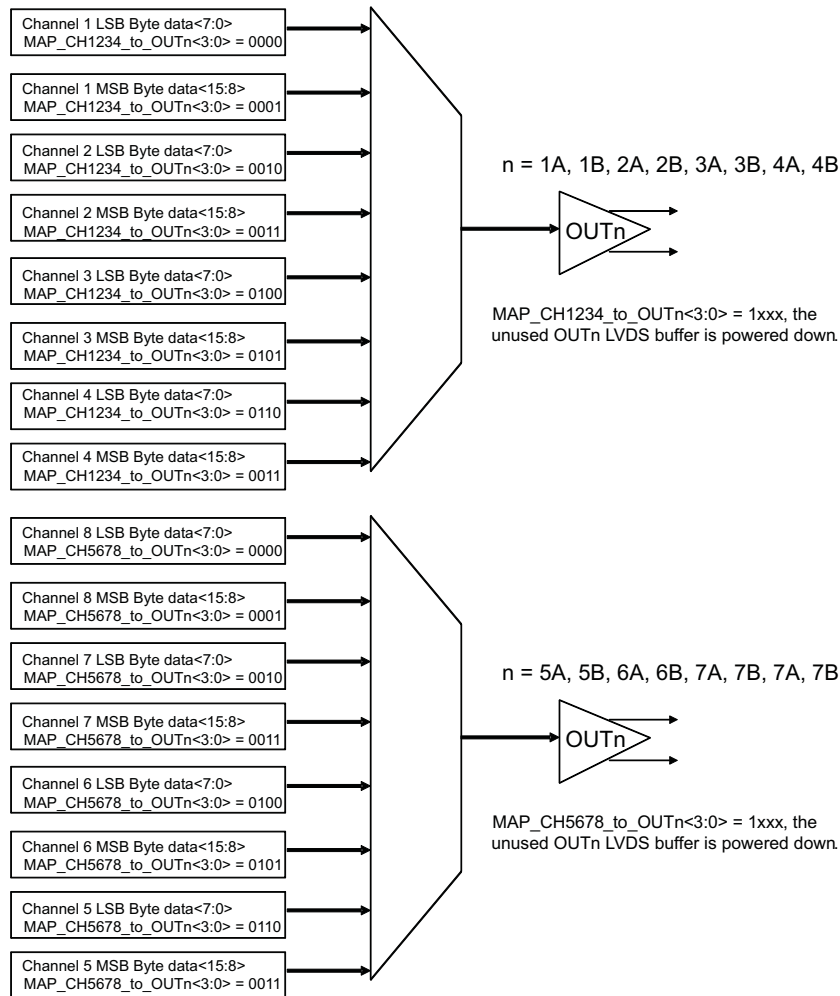 Channel 1 LSB Byte data<7:0>
MAP_CH1234_to_OUTn<3:0> = 0000
Channel 1 MSB Byte data<15:8>
MAP_CH1234_to_OUTn<3:0> = 0001
Channel 2 LSB Byte data<7:0>
MAP_CH1234_to_OUTn<3:0> = 0010
Channel 2 MSB Byte data<15:8>
MAP_CH1234_to_OUTn<3:0> = 0011
Channel 3 LSB Byte data<7:0>
MAP_CH1234_to_OUTn<3:0> = 0100
Channel 3 MSB Byte data<15:8>
MAP_CH1234_to_OUTn<3:0> = 0101
Channel 4 LSB Byte data<7:0>
MAP_CH1234_to_OUTn<3:0> = 0110
Channel 4 MSB Byte data<15:8>
MAP_CH1234_to_OUTn<3:0> = 0011
n = 1A, 1B, 2A, 2B, 3A, 3B, 4A, 4B
OUTn
MAP_CH1234_to_OUTn<3:0> = 1xxx, the
unused OUTn LVDS buffer is powered down.
Channel 8 LSB Byte data<7:0>
MAP_CH5678_to_OUTn<3:0> = 0000
Channel 8 MSB Byte data<15:8>
MAP_CH5678_to_OUTn<3:0> = 0001
Channel 7 LSB Byte data<7:0>
MAP_CH5678_to_OUTn<3:0> = 0010
Channel 7 MSB Byte data<15:8>
MAP_CH5678_to_OUTn<3:0> = 0011
Channel 6 LSB Byte data<7:0>
MAP_CH5678_to_OUTn<3:0> = 0100
Channel 6 MSB Byte data<15:8>
MAP_CH5678_to_OUTn<3:0> = 0101
Channel 5 LSB Byte data<7:0>
MAP_CH5678_to_OUTn<3:0> = 0110
Channel 5 MSB Byte data<15:8>
MAP_CH5678_to_OUTn<3:0> = 0011
n = 5A, 5B, 6A, 6B, 7A, 7B, 7A, 7B
OUTn
MAP_CH5678_to_OUTn<3:0> = 1xxx, the
unused OUTn LVDS buffer is powered down.